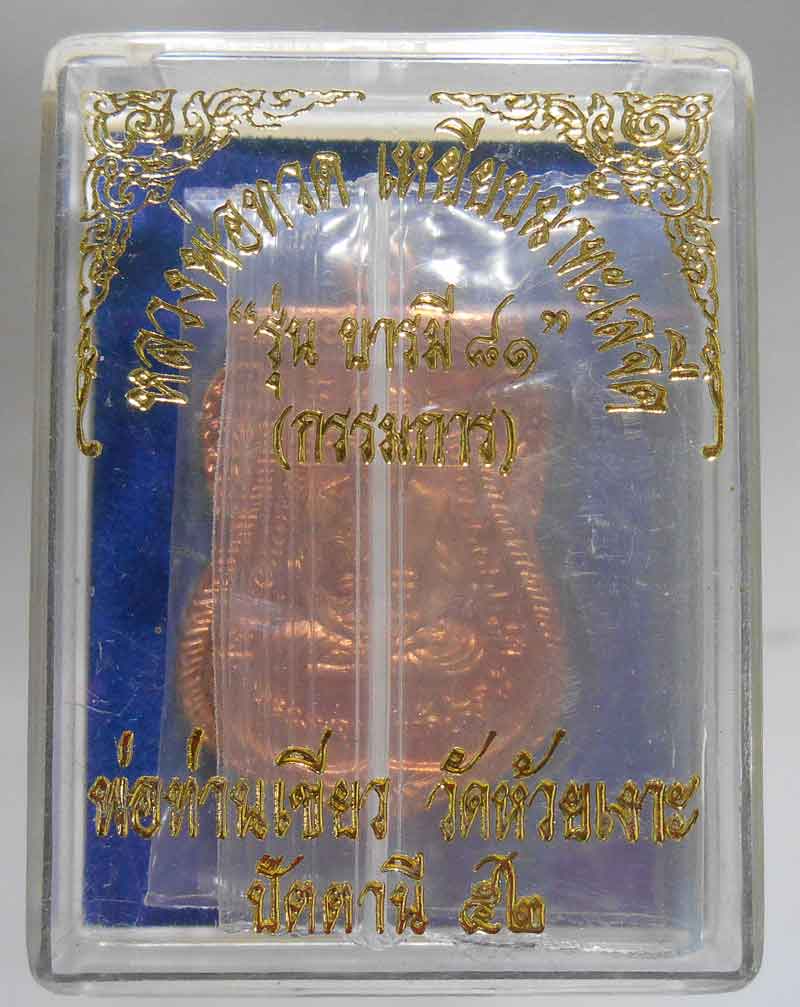 หลวงพ่อทวด เหยียบน้ำทะเลจืด
“รุ่น บารมี ๘๑”
(กรรมการ)
พ่อท่านเขียว วัดห้วยเงาะ
ปัตตานี ๕๒